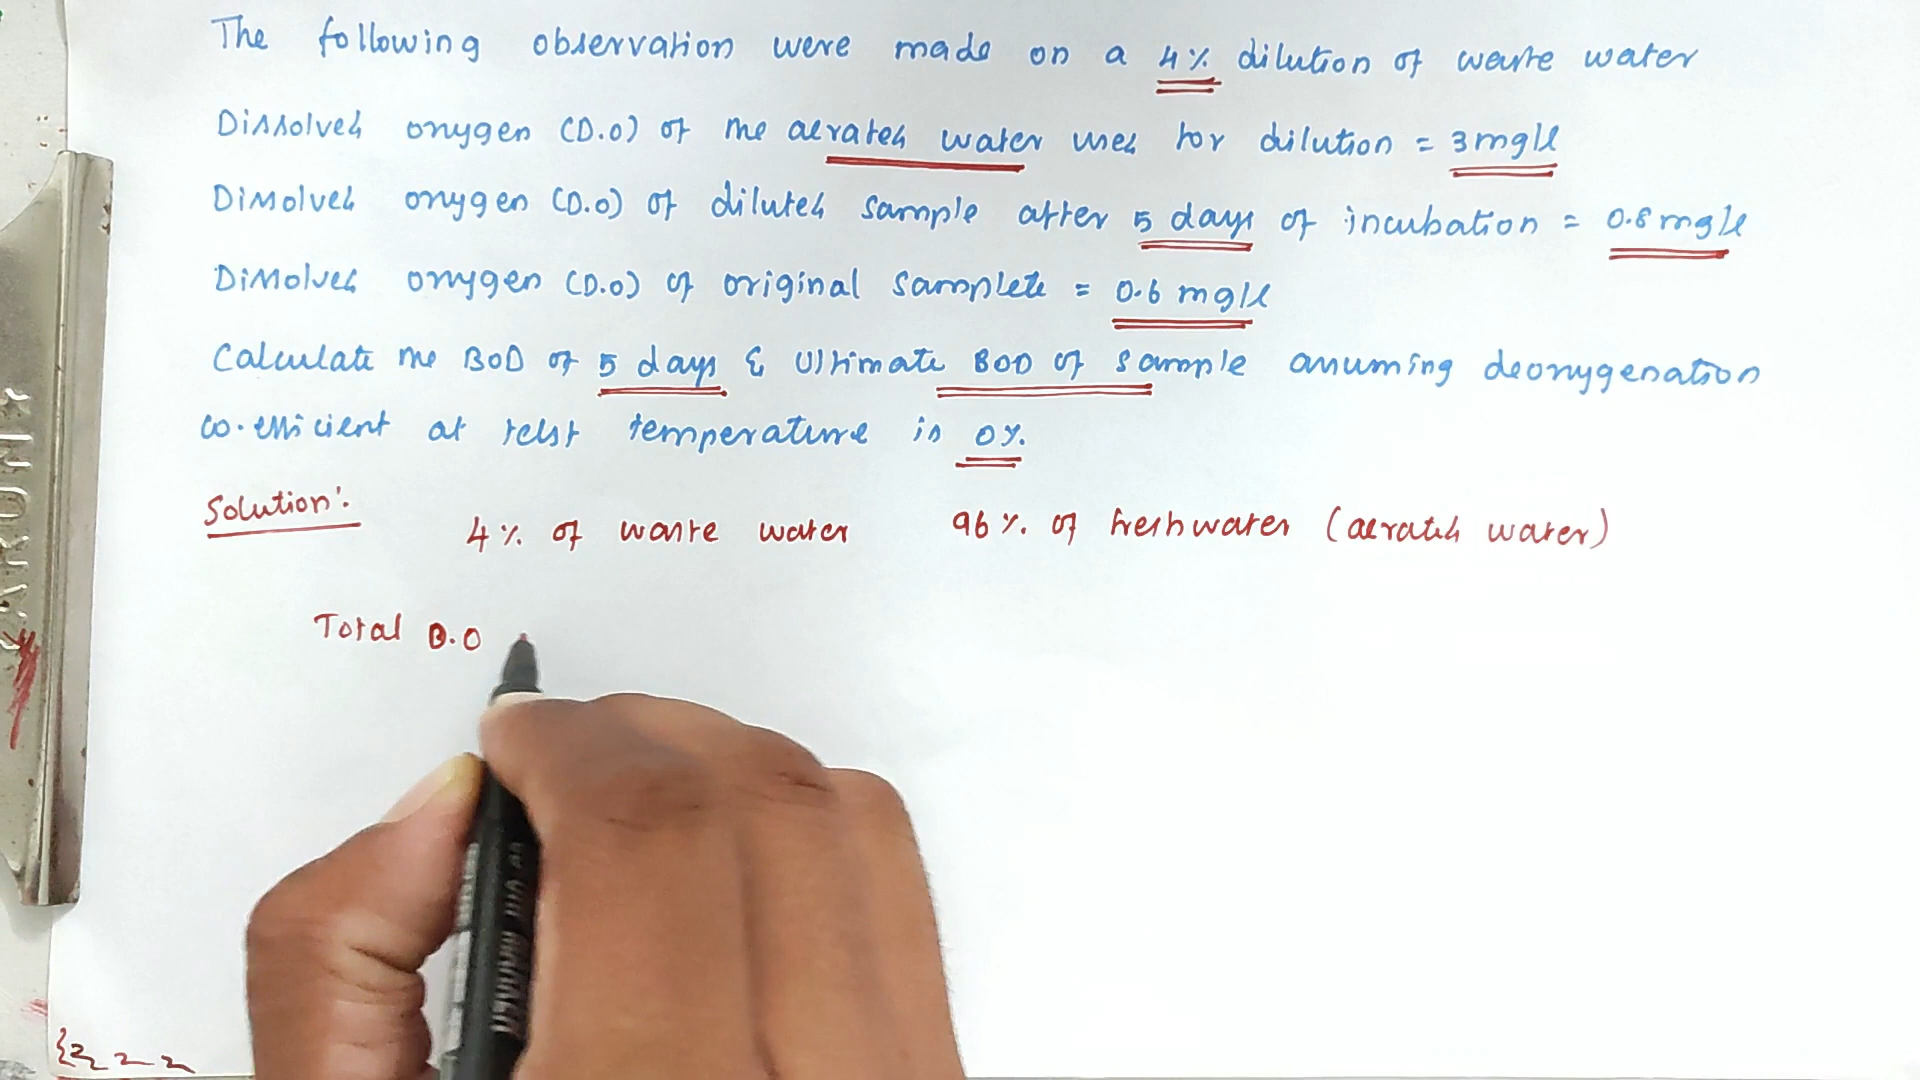 The following observation were made on a 4% dilution of waste water
Dissolved oxygen (D.O) of the aerated water used for dilution = 3mg/l
Dissolved oxygen (D.O) of diluted sample after 5 days of incubation = 0.8 mg/l
Dissolved oxygen (D.O) of original samplete = 0.6 mg/l
Calculate the BOD of 5 days & Ultimate BOD of sample assuming deoxygenation
co.efficient at test temperature is 0%.
Solution:
4% of waste water 96% of freshwater (aerated water)
Total D.O